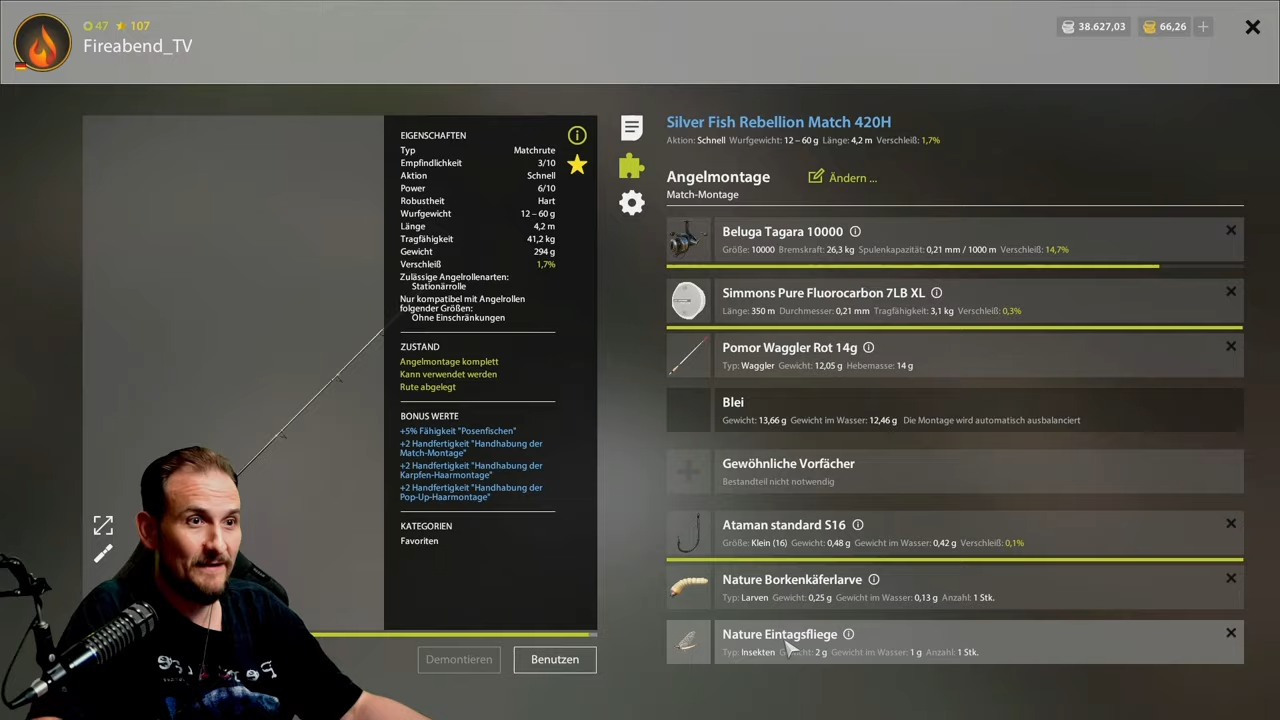 47 107
Fireabend_TV
38.627,03
66,26
EIGENSCHAFTEN
Typ Matchrute
Empfindlichkeit 3/10
Aktion Schnell
Power 6/10
Robustheit Hart
Wurfgewicht 12 – 60 g
Länge 4,2 m
Tragfähigkeit 41,2 kg
Gewicht 294 g
Verschleiß 1,7%
Zulässige Angelrollenarten:
Stationärrolle
Nur kompatibel mit Angelrollen
folgender Größen:
Ohne Einschränkungen
ZUSTAND
Angelmontage komplett
Kann verwendet werden
Rute abgelegt
BONUS WERTE
+5% Fähigkeit "Posenfischen"
+2 Handfertigkeit "Handhabung der
Match-Montage"
+2 Handfertigkeit "Handhabung der
Karpfen-Haarmontage"
+2 Handfertigkeit "Handhabung der
Pop-Up-Haarmontage"
KATEGORIEN
Favoriten
Demontieren
Benutzen
Silver Fish Rebellion Match 420H
Aktion: Schnell Wurfgewicht: 12 – 60 g Länge: 4,2 m Verschleiß: 1,7%
Angelmontage
Ändern ...
Match-Montage
Beluga Tagara 10000
Größe: 10000 Bremskraft: 26,3 kg Spulenkapazität: 0,21 mm / 1000 m Verschleiß: 14,7%
Simmons Pure Fluorocarbon 7LB XL
Länge: 350 m Durchmesser: 0,21 mm Tragfähigkeit: 3,1 kg Verschleiß: 0,3%
Pomor Waggler Rot 14g
Typ: Waggler Gewicht: 12,05 g Hebemasse: 14 g
Blei
Gewicht: 13,66 g Gewicht im Wasser: 12,46 g Die Montage wird automatisch ausbalanciert
Gewöhnliche Vorfächer
Bestandteil nicht notwendig
Ataman standard S16
Größe: Klein (16) Gewicht: 0,48 g Gewicht im Wasser: 0,42 g Verschleiß: 0,1%
Nature Borkenkäferlarve
Typ: Larven Gewicht: 0,25 g Gewicht im Wasser: 0,13 g Anzahl: 1 Stk.
Nature Eintagsfliege
Typ: Insekten Gewicht: 2 g Gewicht im Wasser: 1 g Anzahl: 1 Stk.